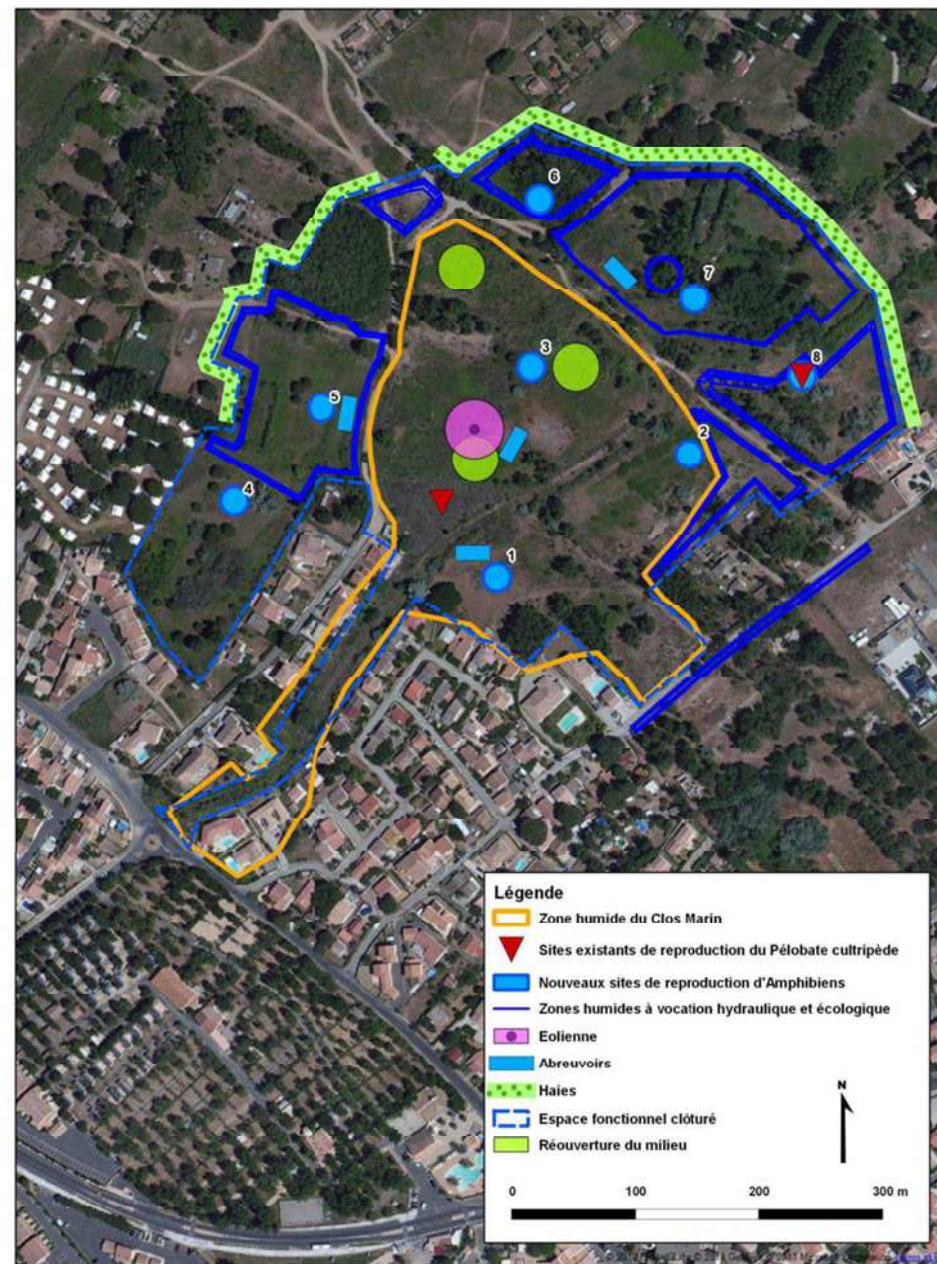 6
7
3
8
5
2
4
1
Légende
Zone humide du Clos Marin
Sites existants de reproduction du Pélobate cultripède
Nouveaux sites de reproduction d'Amphibiens
Zones humides à vocation hydraulique et écologique
Eolienne
Abreuvoirs
Haies
Espace fonctionnel clôturé
Réouverture du milieu
N
0 100 200 300 m